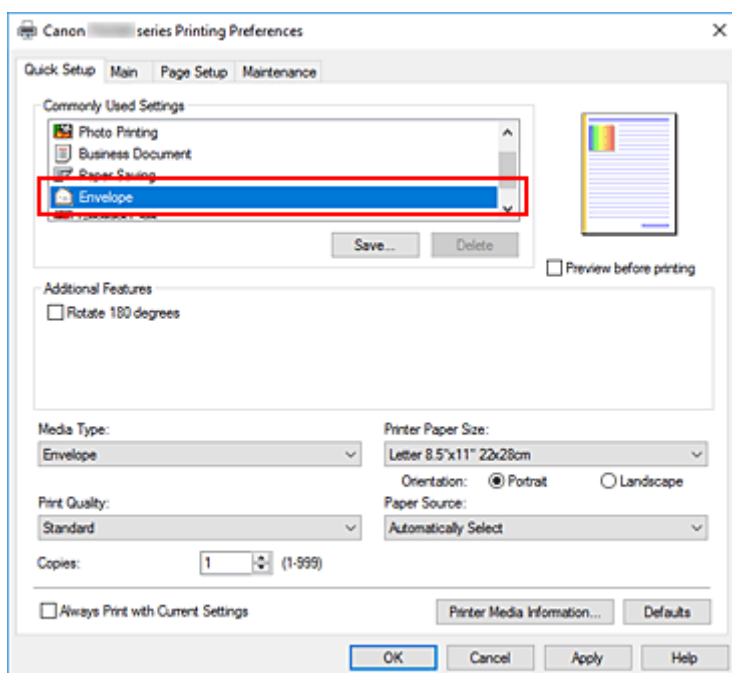 Canon series Printing Preferences
Quick Setup Main Page Setup Maintenance
Commonly Used Settings
Photo Printing
Business Document
Paper Saving
Envelope
Save... Delete
Preview before printing
Additional Features
Rotate 180 degrees
Media Type: Printer Paper Size:
Envelope Letter 8.5"x11" 22x28cm
Orientation: Portrait Landscape
Print Quality: Paper Source:
Standard Automatically Select
Copies: 1 (1-999)
Always Print with Current Settings Printer Media Information... Defaults
OK Cancel Apply Help